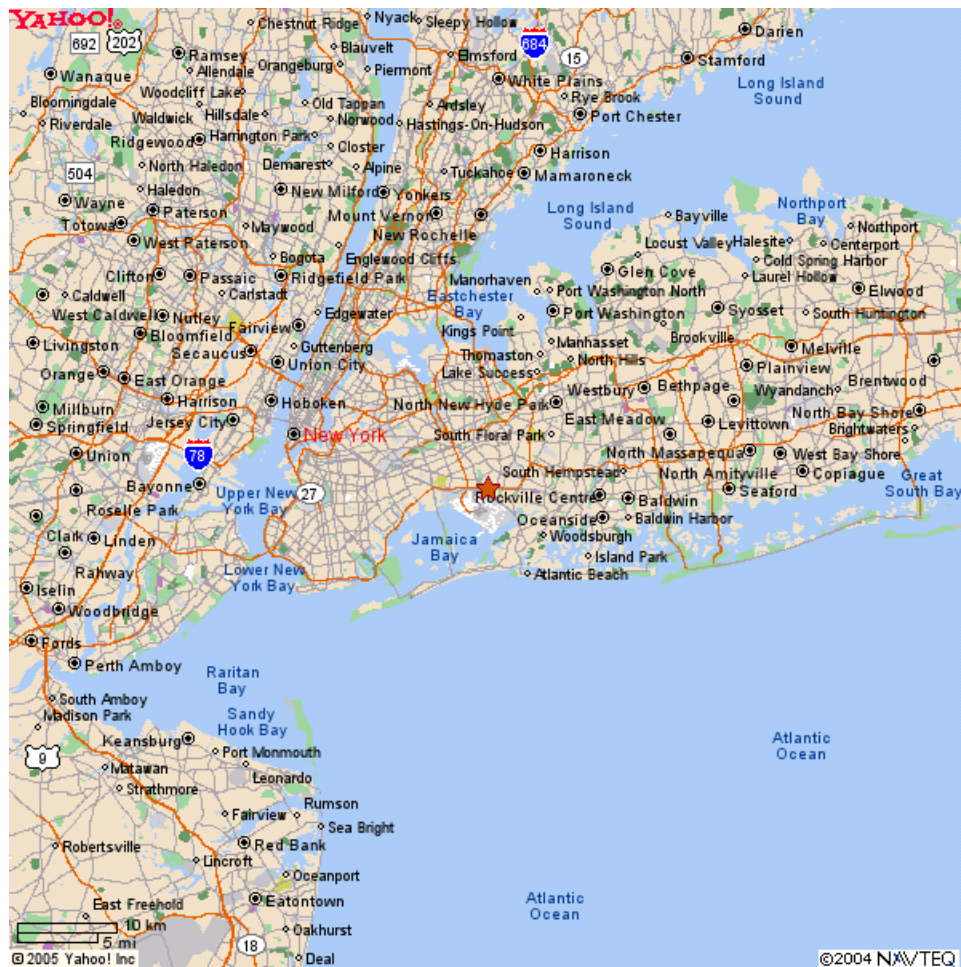 YAHOO!®
Nyack
Sleepy Hollow
Chestnut Ridge
Darien
692
202
Ramsey
Blauvelt
684
15
Elmsford
Stamford
Allendale
Orangeburg
Piermont
Wanaque
White Plains
Long Island
Sound
Woodcliff Lake
Rye Brook
Bloomingdale
Old Tappan
Ardsley
Port Chester
Riverdale
Waldwick
Hillsdale
Norwood
Hastings-On-Hudson
Ridgewood
Harrington Park
Closter
Harrison
504
North Haledon
Demarest
Alpine
Tuckahoe
Mamaroneck
Haledon
New Milford
Yonkers
Wayne
Paterson
Mount Vernon
Long Island
Sound
Bayville
Northport
Bay
Totowa
Maywood
New Rochelle
Northport
West Paterson
Locust Valley
Halesite
Centerport
Bogota
Englewood Cliffs
Cold Spring Harbor
Clifton
Passaic
Ridgefield Park
Manorhaven
Glen Cove
Laurel Hollow
Caldwell
Carlstadt
Eastchester
Bay
Port Washington North
Elwood
West Caldwell
Nutley
Edgewater
Port Washington
Syosset
South Huntington
Bloomfield
Fairview
Kings Point
Brookville
Livingston
Secaucus
Guttenberg
Manhasset
Melville
Union City
Thomaston
North Hills
Plainview
Orange
East Orange
Lake Success
Westbury
Bethpage
Wyandanch
Brentwood
Harrison
Hoboken
North New Hyde Park
Millburn
Jersey City
East Meadow
Levittown
North Bay Shore
Springfield
New York
South Floral Park
Brightwaters
Union
78
North Massapequa
West Bay Shore
South Hempstead
North Amityville
Copiague
Great
South Bay
Bayonne
Upper New
York Bay
27
Rockville Centre
Baldwin
Seaford
Roselle Park
Oceanside
Baldwin Harbor
Clark
Linden
Jamaica
Bay
Woodsburgh
Island Park
Rahway
Lower New
York Bay
Atlantic Beach
Iselin
Woodbridge
Fords
Perth Amboy
Raritan
Bay
South Amboy
Madison Park
Sandy
Hook Bay
Keansburg
Atlantic
Ocean
9
Port Monmouth
Matawan
Leonardo
Strathmore
Rumson
Fairview
Sea Bright
Robertsville
Red Bank
Lincroft
Oceanport
East Freehold
Eatontown
Atlantic
Ocean
10 km
5 mi
Oakhurst
18
Deal
©2005 Yahoo! Inc
©2004 NAVTEQ